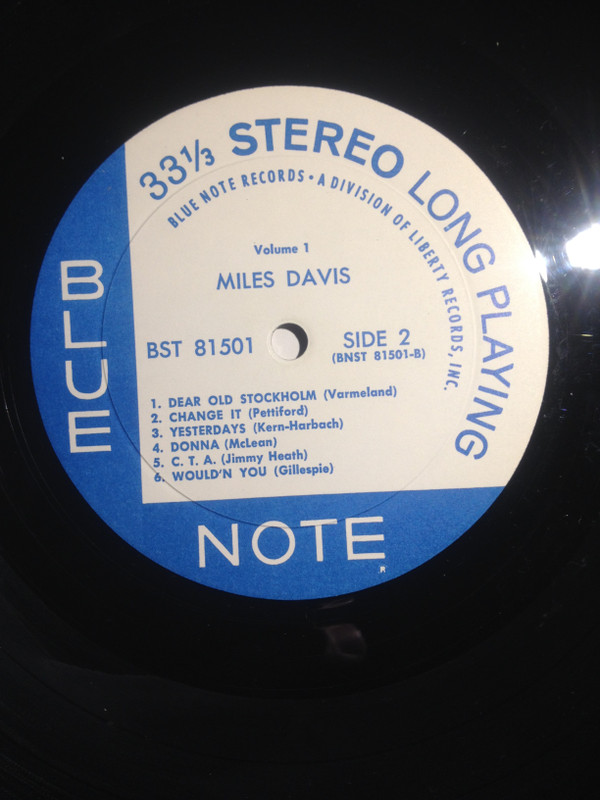 33 1/3 STEREO LONG PLAYING
BLUE NOTE RECORDS • A DIVISION OF LIBERTY RECORDS, INC.
Volume 1
MILES DAVIS
BST 81501
SIDE 2
(BNST 81501-B)
1. DEAR OLD STOCKHOLM (Varmeland)
2. CHANGE IT (Pettiford)
3. YESTERDAYS (Kern-Harbach)
4. DONNA (McLean)
5. C. T. A. (Jimmy Heath)
6. WOULD'N YOU (Gillespie)
BLUE
NOTE
R